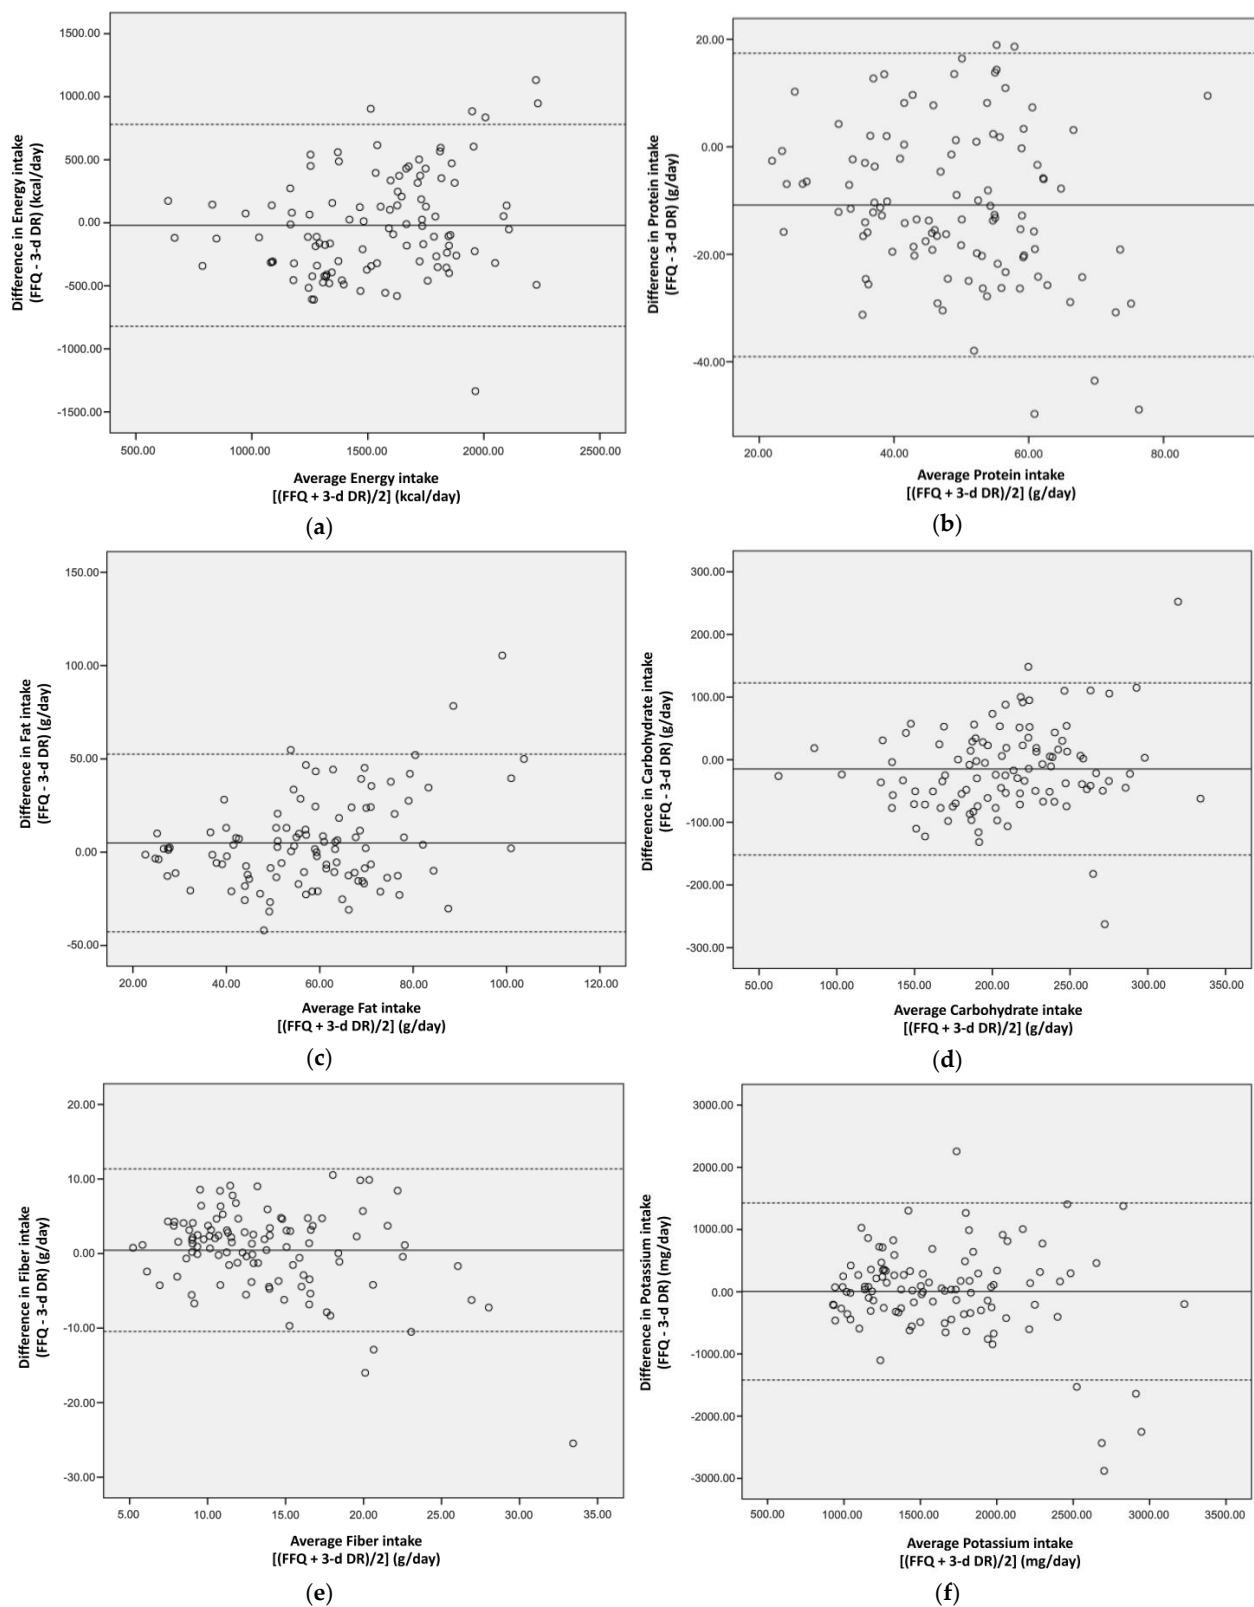 1500.00
1000.00
500.00
0.00
-500.00
-1000.00
-1500.00
Difference in Energy intake
(FFQ - 3-d DR) (kcal/day)
500.00 1000.00 1500.00 2000.00 2500.00
Average Energy intake
[(FFQ + 3-d DR)/2] (kcal/day)
(a)
20.00
0.00
-20.00
-40.00
Difference in Protein intake
(FFQ - 3-d DR) (g/day)
20.00 40.00 60.00 80.00
Average Protein intake
[(FFQ + 3-d DR)/2] (g/day)
(b)
150.00
100.00
50.00
0.00
-50.00
Difference in Fat intake
(FFQ - 3-d DR) (g/day)
20.00 40.00 60.00 80.00 100.00 120.00
Average Fat intake
[(FFQ + 3-d DR)/2] (g/day)
(c)
300.00
200.00
100.00
0.00
-100.00
-200.00
-300.00
Difference in Carbohydrate intake
(FFQ - 3-d DR) (g/day)
50.00 100.00 150.00 200.00 250.00 300.00 350.00
Average Carbohydrate intake
[(FFQ + 3-d DR)/2] (g/day)
(d)
20.00
10.00
0.00
-10.00
-20.00
-30.00
Difference in Fiber intake
(FFQ - 3-d DR) (g/day)
5.00 10.00 15.00 20.00 25.00 30.00 35.00
Average Fiber intake
[(FFQ + 3-d DR)/2] (g/day)
(e)
3000.00
2000.00
1000.00
0.00
-1000.00
-2000.00
-3000.00
Difference in Potassium intake
(FFQ - 3-d DR) (mg/day)
500.00 1000.00 1500.00 2000.00 2500.00 3000.00 3500.00
Average Potassium intake
[(FFQ + 3-d DR)/2] (mg/day)
(f)